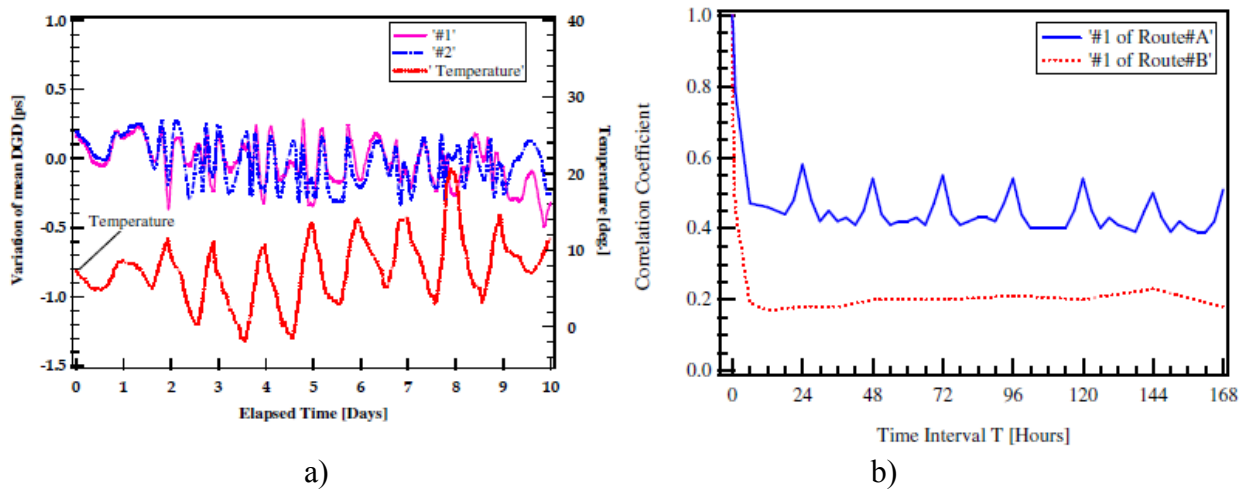 1.0
0.5
0.0
-0.5
-1.0
-1.5
Variation of mean DGD [ps]
'#1'
'#2'
' Temperature'
Temperature
40
30
20
10
0
Temperature [deg.]
0 1 2 3 4 5 6 7 8 9 10
Elapsed Time [Days]
a)
1.0
0.8
0.6
0.4
0.2
0.0
Correlation Coefficient
'#1 of Route#A'
'#1 of Route#B'
0 24 48 72 96 120 144 168
Time Interval T [Hours]
b)